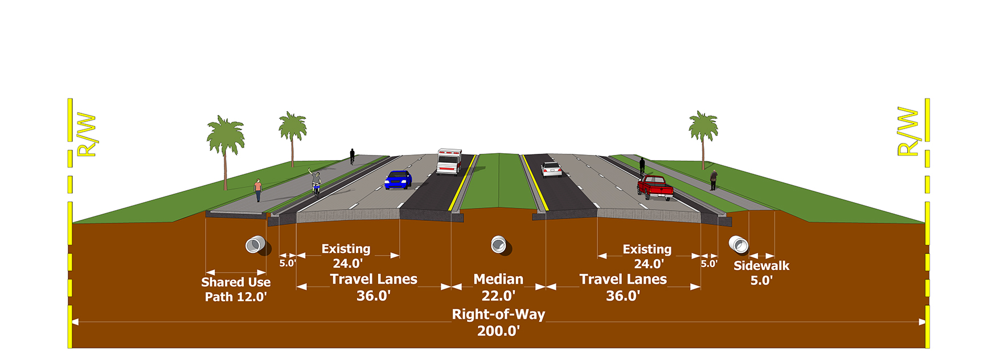 R/W
R/W
Existing
24.0'
5.0'
Existing
24.0'
5.0'
Sidewalk
5.0'
Shared Use
Path 12.0'
Travel Lanes
36.0'
Median
22.0'
Travel Lanes
36.0'
Right-of-Way
200.0'